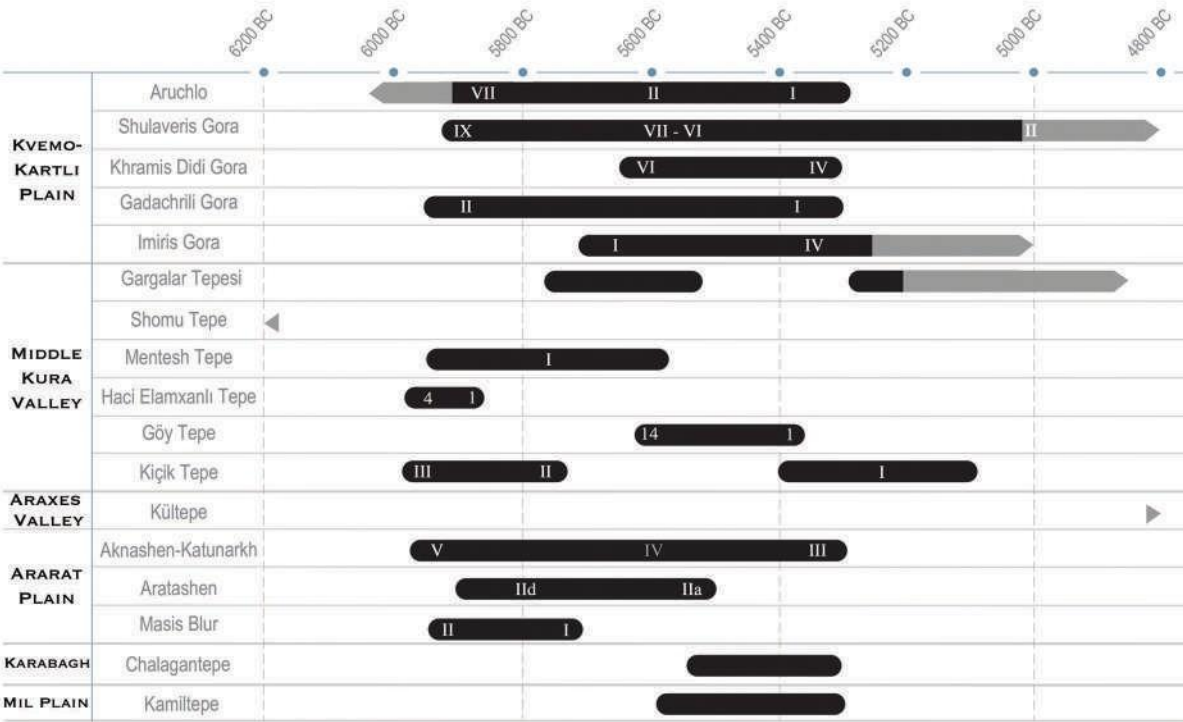 6200 BC 6000 BC 5800 BC 5600 BC 5400 BC 5200 BC 5000 BC 4800 BC
KVEMO-
KARTLI
PLAIN
Aruchlo VII II I
Shulaveris Gora IX VII - VI II
Khramis Didi Gora VI IV
Gadachrili Gora II I
Imiris Gora I IV
MIDDLE
KURA
VALLEY
Gargalar Tepesi
Shomu Tepe
Mentesh Tepe I
Haci Elamxanlı Tepe 4 1
Göy Tepe 14 1
Kiçik Tepe III II I
ARAXES
VALLEY
Kültepe
ARARAT
PLAIN
Aknashen-Katunarkh V IV III
Aratashen IId IIa
Masis Blur II I
KARABAGH
Chalagantepe
MIL PLAIN
Kamiltepe